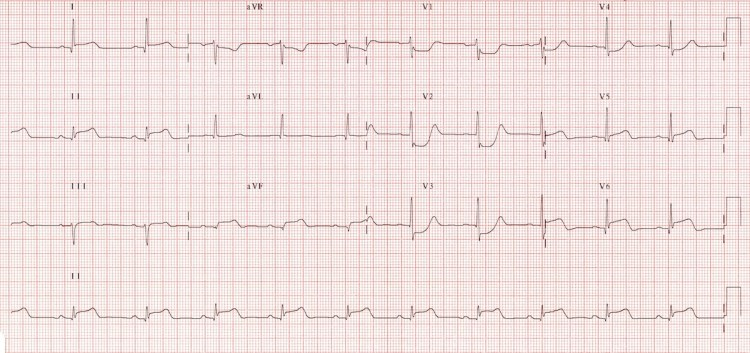 I aVR V1 V4
II aVL V2 V5
III aVF V3 V6
II